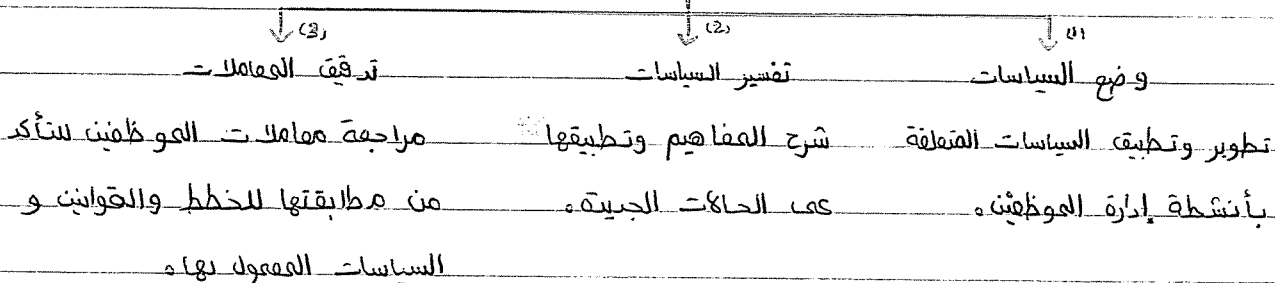 (1)
وضع السياسات
تطوير وتطبيق السياسات المتعلقة
بأنشطة إدارة الموظفين.
(2)
تفسير السياسات
شرح المفاهيم وتطبيقها
على الحالات الجديدة.
(3)
تدقيق المعاملات
مراجعة معاملات الموظفين للتأكد
من مطابقتها للخطط والقوانين و
السياسات المعمول بها.